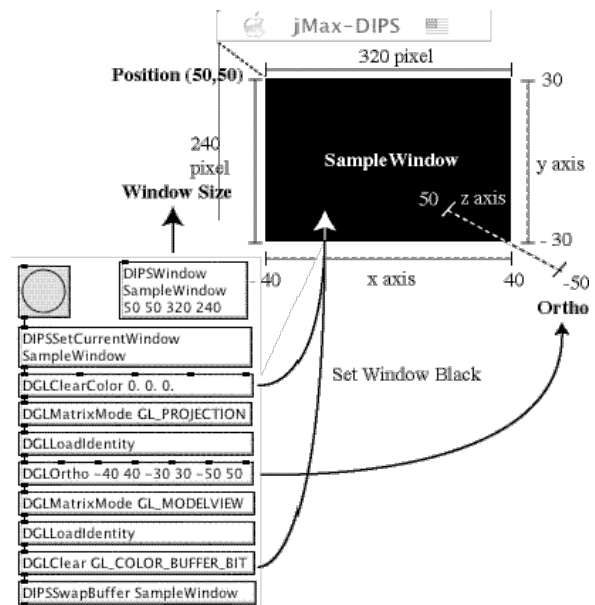 jMax-DIPS
320 pixel
Position (50,50)
30
240
pixel
SampleWindow
y axis
Window Size
50
z axis
- 30
- 40
x axis
40
-50
Ortho
DIPSWindow
SampleWindow
50 50 320 240
DIPSSetCurrentWindow
SampleWindow
DGLClearColor 0. 0. 0.
Set Window Black
DGLMatrixMode GL_PROJECTION
DGLLoadIdentity
DGLOrtho -40 40 -30 30 -50 50
DGLMatrixMode GL_MODELVIEW
DGLLoadIdentity
DGLClear GL_COLOR_BUFFER_BIT
DIPSSwapBuffer SampleWindow